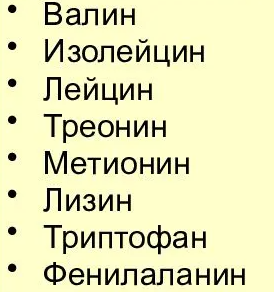 • Валин
• Изолейцин
• Лейцин
• Треонин
• Метионин
• Лизин
• Триптофан
• Фенилаланин